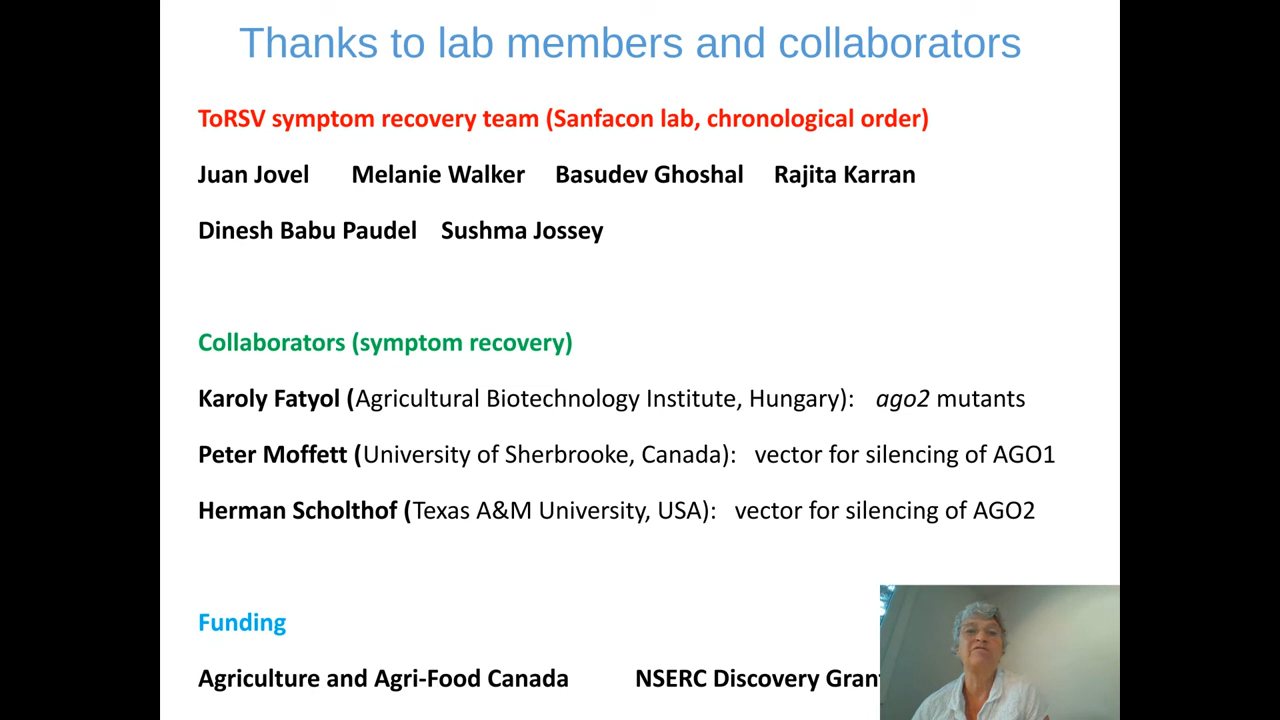 Thanks to lab members and collaborators
ToRSV symptom recovery team (Sanfacon lab, chronological order)
Juan Jovel Melanie Walker Basudev Ghoshal Rajita Karran
Dinesh Babu Paudel Sushma Jossey
Collaborators (symptom recovery)
Karoly Fatyol (Agricultural Biotechnology Institute, Hungary): ago2 mutants
Peter Moffett (University of Sherbrooke, Canada): vector for silencing of AGO1
Herman Scholthof (Texas A&M University, USA): vector for silencing of AGO2
Funding
Agriculture and Agri-Food Canada NSERC Discovery Grant